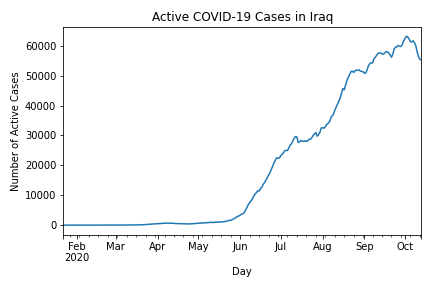 Active COVID-19 Cases in Iraq
Number of Active Cases
60000
50000
40000
30000
20000
10000
0
Feb Mar Apr May Jun Jul Aug Sep Oct
2020
Day